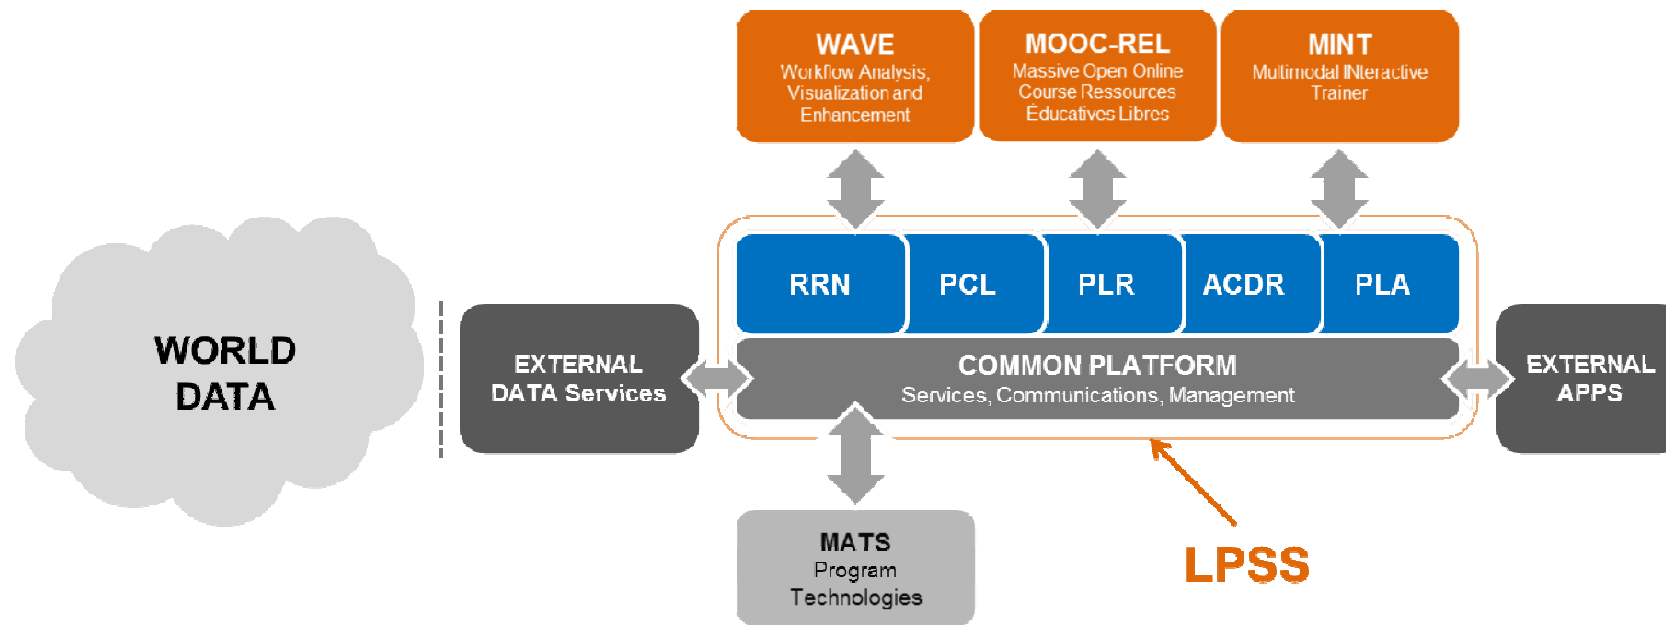 WAVE
Workflow Analysis,
Visualization and
Enhancement
MOOC-REL
Massive Open Online
Course Ressources
Éducatives Libres
MINT
Multimodal INteractive
Trainer
RRN
PCL
PLR
ACDR
PLA
WORLD
DATA
EXTERNAL
DATA Services
COMMON PLATFORM
Services, Communications, Management
EXTERNAL
APPS
MATS
Program
Technologies
LPSS